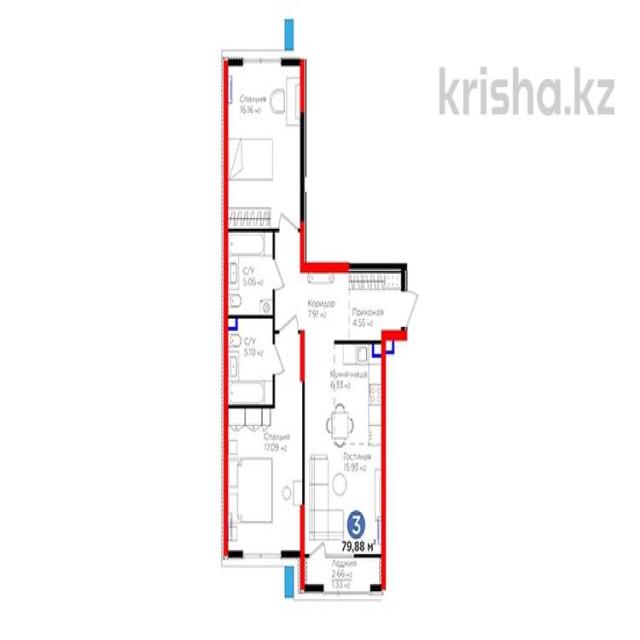 krisha.kz
Спальня
16.16 м2
С/У
5.05 м2
Коридор
7.91 м2
Прихожая
4.55 м2
С/У
5.10 м2
Кухня-ниша
6.33 м2
Спальня
17.09 м2
Гостиная
15.93 м2
3
79,88 м²
Лоджия
2.66 м2
1.33 м2